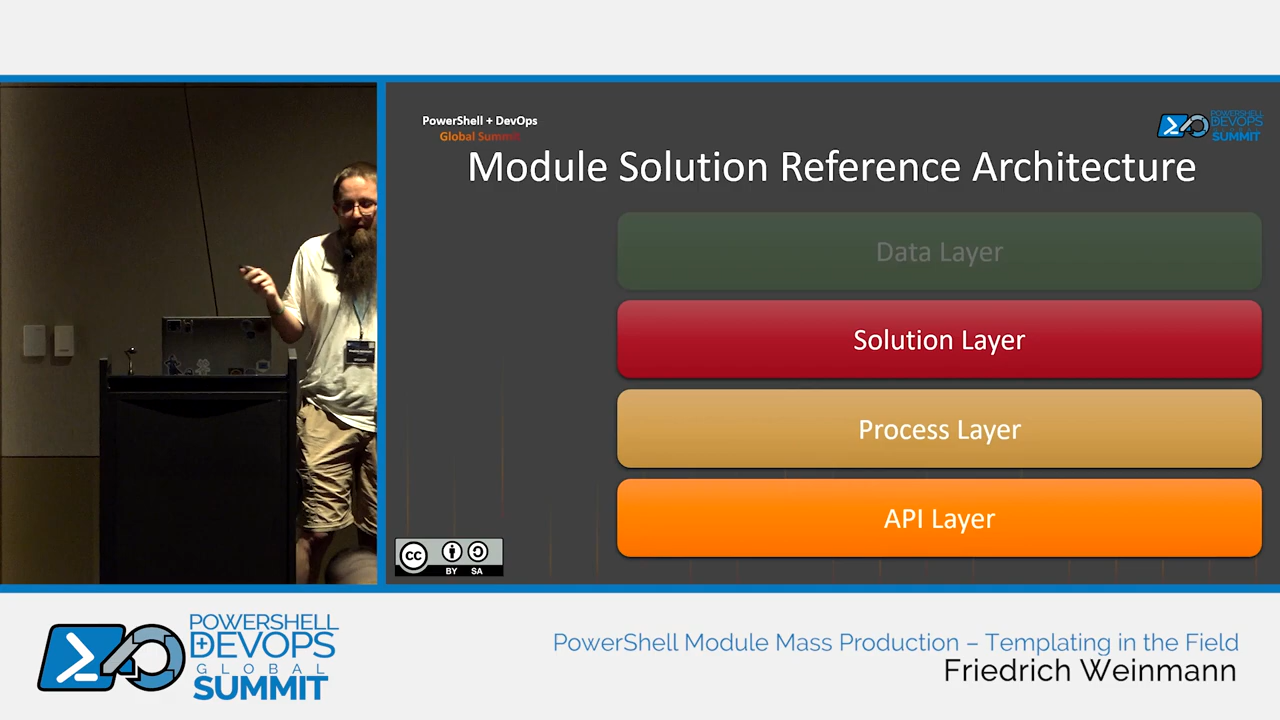 PowerShell + DevOps
Global Summit
POWERSHELL
DEVOPS
SUMMIT
Module Solution Reference Architecture
Data Layer
Solution Layer
Process Layer
API Layer
cc
BY SA
POWERSHELL
+DEVOPS
GLOBAL
SUMMIT
PowerShell Module Mass Production – Templating in the Field
Friedrich Weinmann